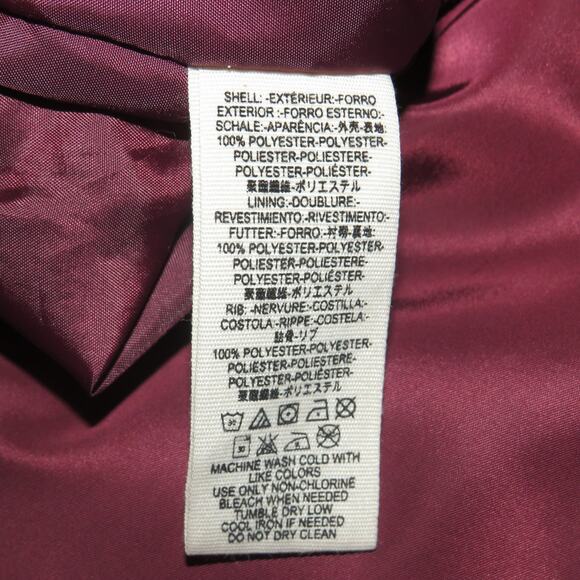 SHELL:-EXTÉRIEUR:-FORRO
EXTERIOR:-FORRO ESTERNO:-
SCHALE:-APARÊNCIA:-外売-表地:
100% POLYESTER-POLYESTER-
POLIESTER-POLIESTERE-
POLYESTER-POLIÉSTER-
聚酯纖維-ポリエステル
LINING:-DOUBLURE:-
REVESTIMIENTO:-RIVESTIMENTO:-
FUTTER:-FORRO:-衬裡-裏地:
100% POLYESTER-POLYESTER-
POLIESTER-POLIESTERE-
POLYESTER-POLIÉSTER-
聚酯纖維-ポリエステル
RIB:-NERVURE-COSTILLA:-
COSTOLA-RIPPE-COSTELA:-
-リブ
100% POLYESTER-POLYESTER-
POLIESTER-POLIESTERE-
POLYESTER-POLIÉSTER-
聚酯纖維-ポリエステル
30
30
MACHINE WASH COLD WITH
LIKE COLORS
USE ONLY NON-CHLORINE
BLEACH WHEN NEEDED
TUMBLE DRY LOW
COOL IRON IF NEEDED
DO NOT DRY CLEAN